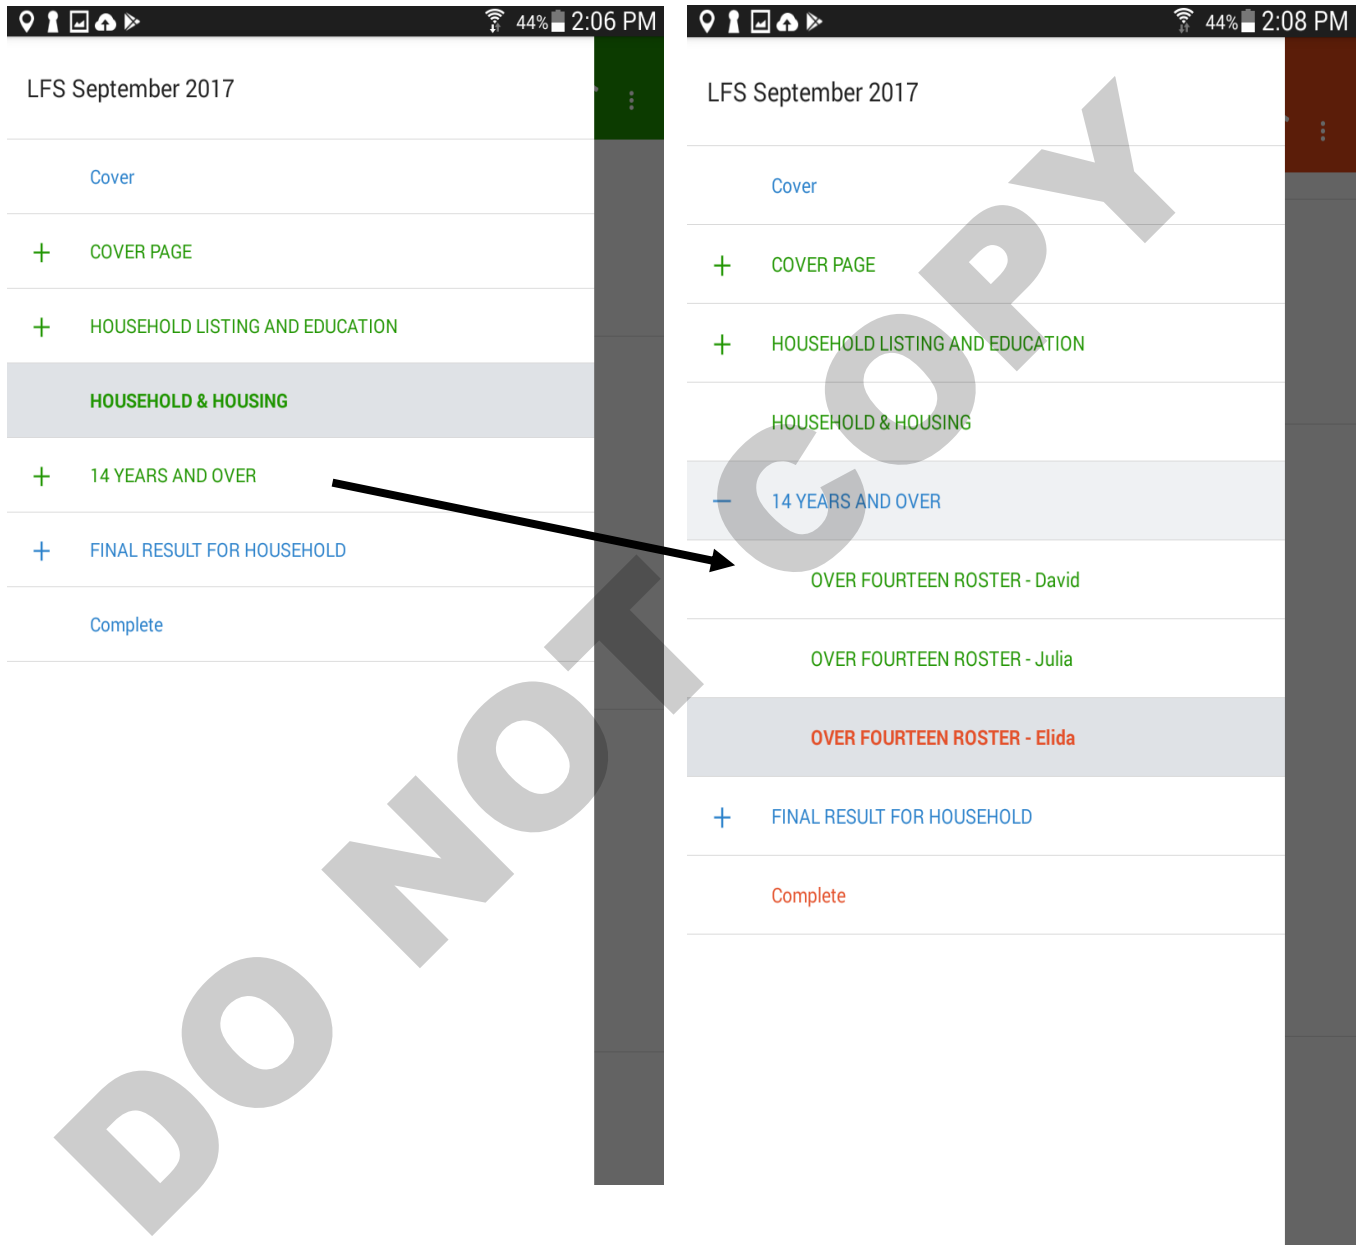 44% 2:06 PM
LFS September 2017
Cover
+ COVER PAGE
+ HOUSEHOLD LISTING AND EDUCATION
HOUSEHOLD & HOUSING
+ 14 YEARS AND OVER
+ FINAL RESULT FOR HOUSEHOLD
Complete
44% 2:08 PM
LFS September 2017
Cover
+ COVER PAGE
+ HOUSEHOLD LISTING AND EDUCATION
HOUSEHOLD & HOUSING
— 14 YEARS AND OVER
OVER FOURTEEN ROSTER - David
OVER FOURTEEN ROSTER - Julia
OVER FOURTEEN ROSTER - Elida
+ FINAL RESULT FOR HOUSEHOLD
Complete
DO NOT COPY